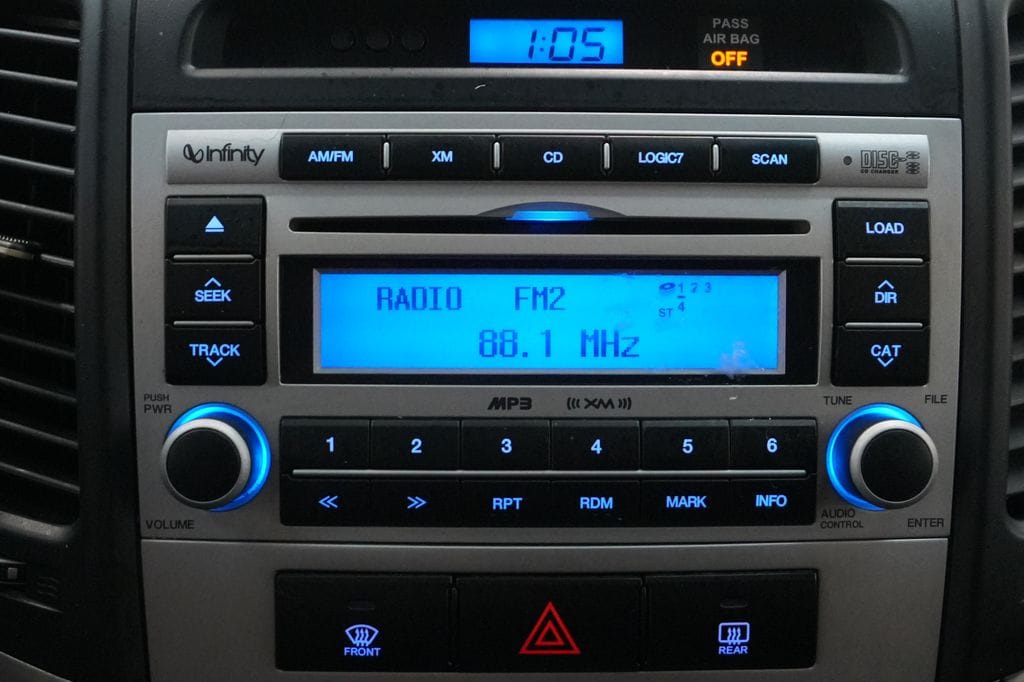 1:05
PASS
AIR BAG
OFF
Infinity
AM/FM
XM
CD
LOGIC7
SCAN
DISC
CD CHANGER
LOAD
SEEK
TRACK
RADIO FM2
1 2 3
ST 4
88.1 MHz
DIR
CAT
PUSH
PWR
MP3
((( XM )))
TUNE
FILE
1
2
3
4
5
6
<<
>>
RPT
RDM
MARK
INFO
VOLUME
AUDIO
CONTROL
ENTER
FRONT
REAR